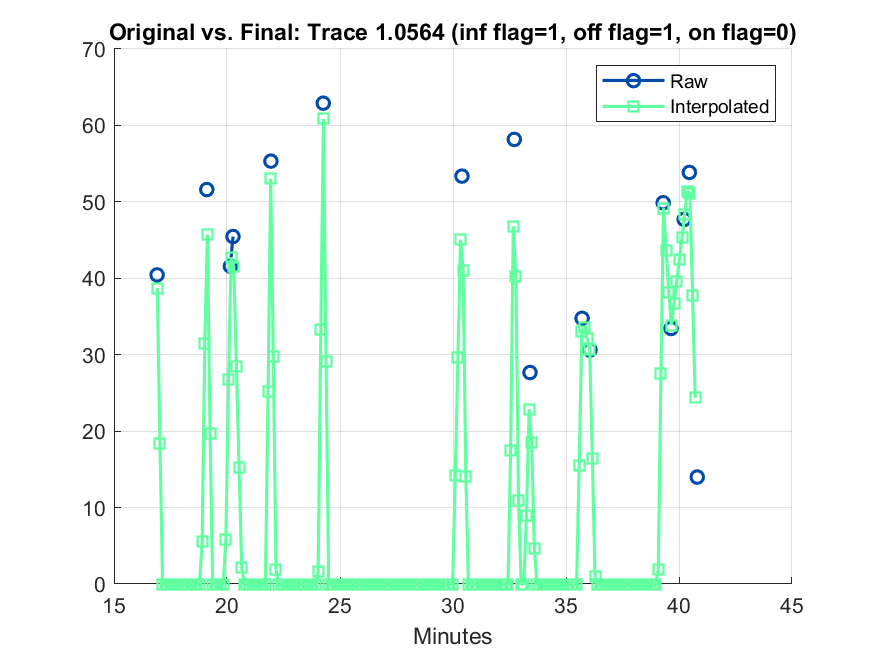 Original vs. Final: Trace 1.0564 (inf flag=1, off flag=1, on flag=0)
70
60
50
40
30
20
10
0
Raw
Interpolated
15 20 25 30 35 40 45
Minutes